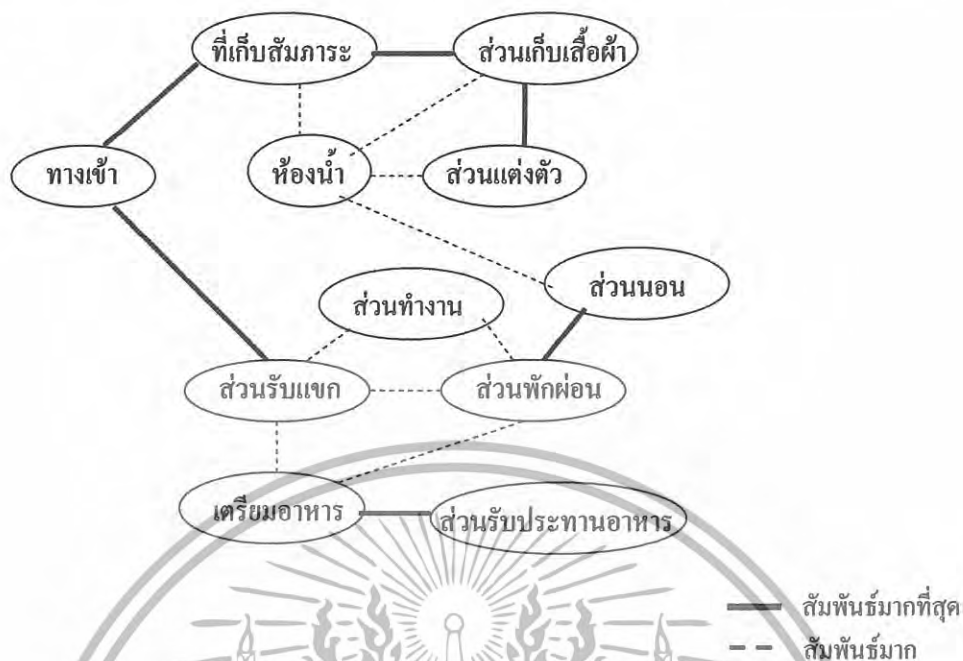 ที่เก็บสัมภาระ
ส่วนเก็บเสื้อผ้า
ทางเข้า
ห้องน้ำ
ส่วนแต่งตัว
ส่วนนอน
ส่วนทำงาน
ส่วนรับแขก
ส่วนพักผ่อน
เตรียมอาหาร
ส่วนรับประทานอาหาร
สัมพันธ์มากที่สุด
สัมพันธ์มาก